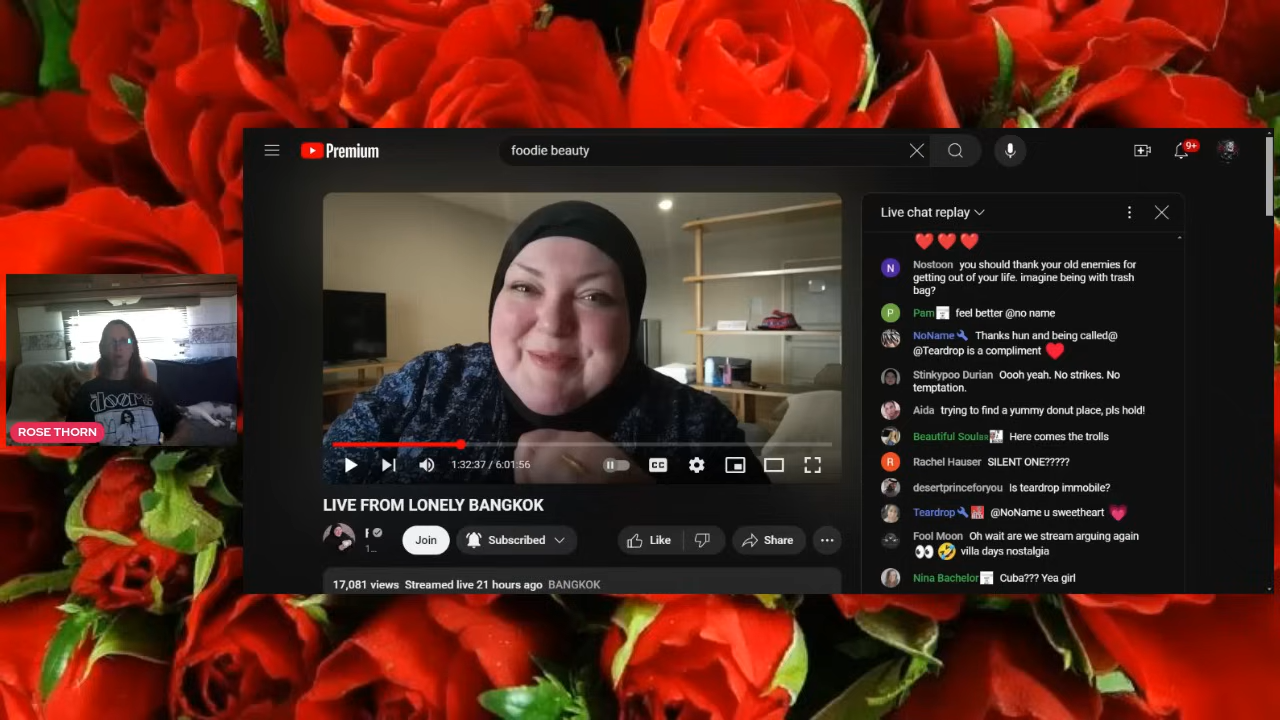 Premium
foodie beauty
9+
Live chat replay
Nostoon you should thank your old enemies for
getting out of your life. imagine being with trash
bag?
Pam feel better @no name
NoName Thanks hun and being called@
@Teardrop is a compliment
Stinkypoo Durian Oooh yeah. No strikes. No
temptation.
Aida trying to find a yummy donut place, pls hold!
Beautiful Soulss Here comes the trolls
Rachel Hauser SILENT ONE?????
desertprinceforyou Is teardrop immobile?
Teardrop @NoName u sweetheart
Fool Moon Oh wait are we stream arguing again
villa days nostalgia
Nina Bachelor Cuba??? Yea girl
N
P
R
1:32:37 / 6:01:56
CC
LIVE FROM LONELY BANGKOK
1...
Join
Subscribed
Like
Share
17,081 views Streamed live 21 hours ago BANGKOK
doors
ROSE THORN